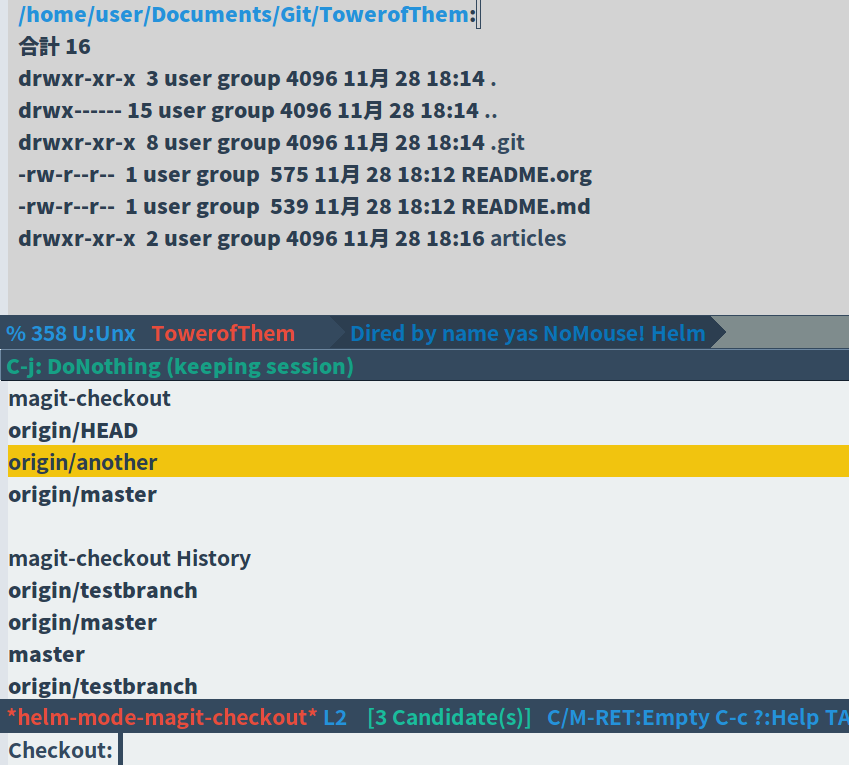 /home/user/Documents/Git/TowerofThem:
合計 16
drwxr-xr-x 3 user group 4096 11月 28 18:14 .
drwx------ 15 user group 4096 11月 28 18:14 ..
drwxr-xr-x 8 user group 4096 11月 28 18:14 .git
-rw-r--r-- 1 user group 575 11月 28 18:12 README.org
-rw-r--r-- 1 user group 539 11月 28 18:12 README.md
drwxr-xr-x 2 user group 4096 11月 28 18:16 articles
% 358 U:Unx TowerofThem Dired by name yas NoMouse! Helm
C-j: DoNothing (keeping session)
magit-checkout
origin/HEAD
origin/another
origin/master
magit-checkout History
origin/testbranch
origin/master
master
origin/testbranch
*helm-mode-magit-checkout* L2 [3 Candidate(s)] C/M-RET:Empty C-c ?:Help TA
Checkout: